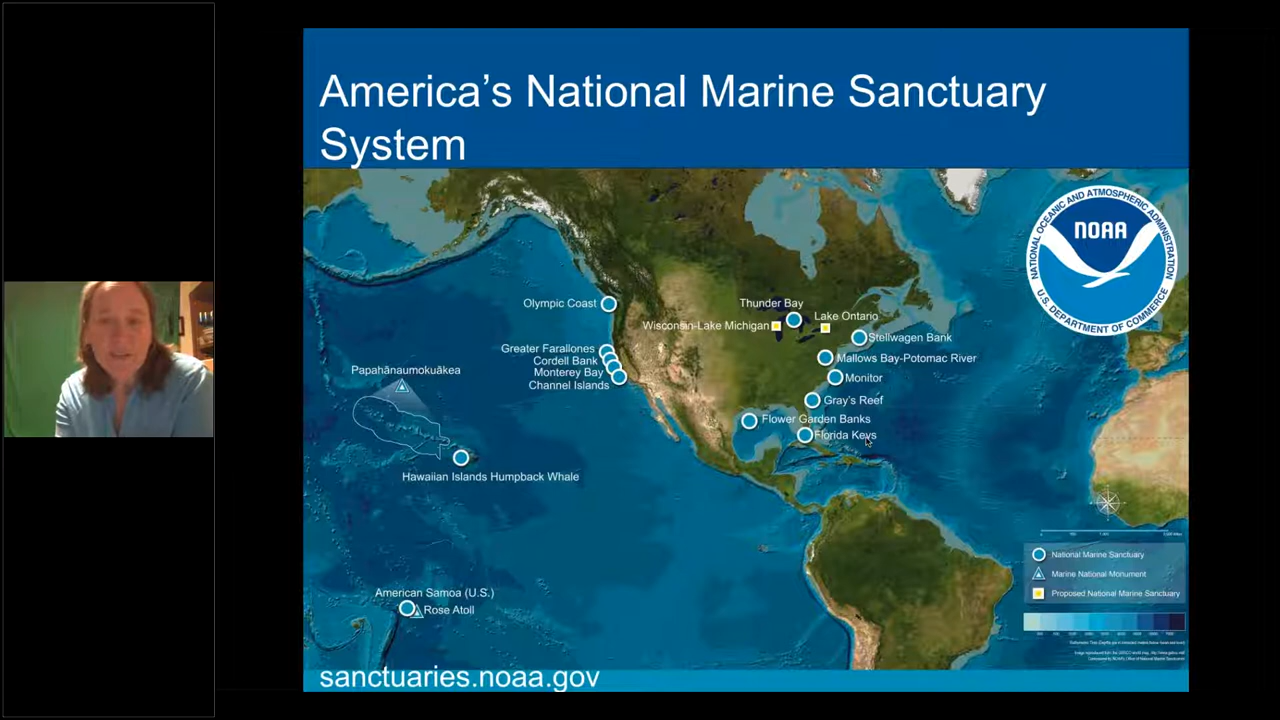 America's National Marine Sanctuary
System
NATIONAL OCEANIC AND ATMOSPHERIC ADMINISTRATION
NOAA
U.S. DEPARTMENT OF COMMERCE
Olympic Coast
Thunder Bay
Lake Ontario
Wisconsin-Lake Michigan
Stellwagen Bank
Greater Farallones
Cordell Bank
Monterey Bay
Channel Islands
Mallows Bay-Potomac River
Monitor
Papahānaumokuākea
Gray's Reef
Flower Garden Banks
Florida Keys
Hawaiian Islands Humpback Whale
National Marine Sanctuary
Marine National Monument
Proposed National Marine Sanctuary
American Samoa (U.S.)
Rose Atoll
sanctuaries.noaa.gov